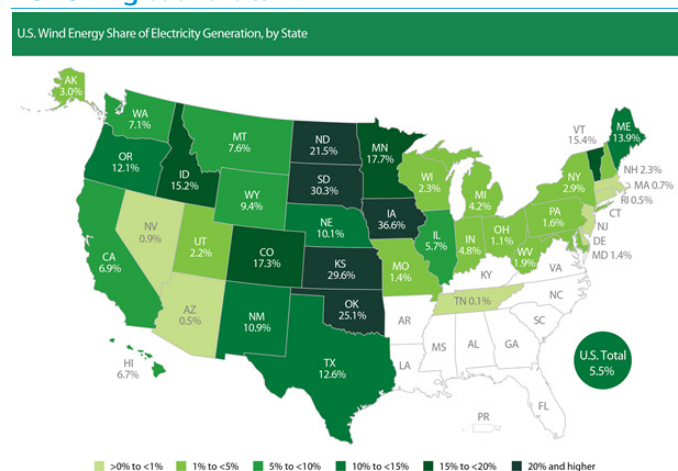 U.S. Wind Energy Share of Electricity Generation, by State
AK
3.0%
WA
7.1%
MT
7.6%
ND
21.5%
MN
17.7%
VT
15.4%
ME
13.9%
OR
12.1%
ID
15.2%
SD
30.3%
WI
2.3%
NY
2.9%
NH 2.3%
MA 0.7%
RI 0.5%
CT
WY
9.4%
MI
4.2%
NE
10.1%
IA
36.6%
PA
1.6%
NJ
NV
0.9%
UT
2.2%
CO
17.3%
IL
5.7%
IN
4.8%
OH
1.1%
DE
MD 1.4%
CA
6.9%
KS
29.6%
MO
1.4%
WV
1.9%
VA
KY
AZ
0.5%
NM
10.9%
OK
25.1%
TN 0.1%
NC
AR
SC
MS
AL
GA
HI
6.7%
TX
12.6%
LA
U.S. Total
5.5%
FL
PR
>0% to <1%
1% to <5%
5% to <10%
10% to <15%
15% to <20%
20% and higher